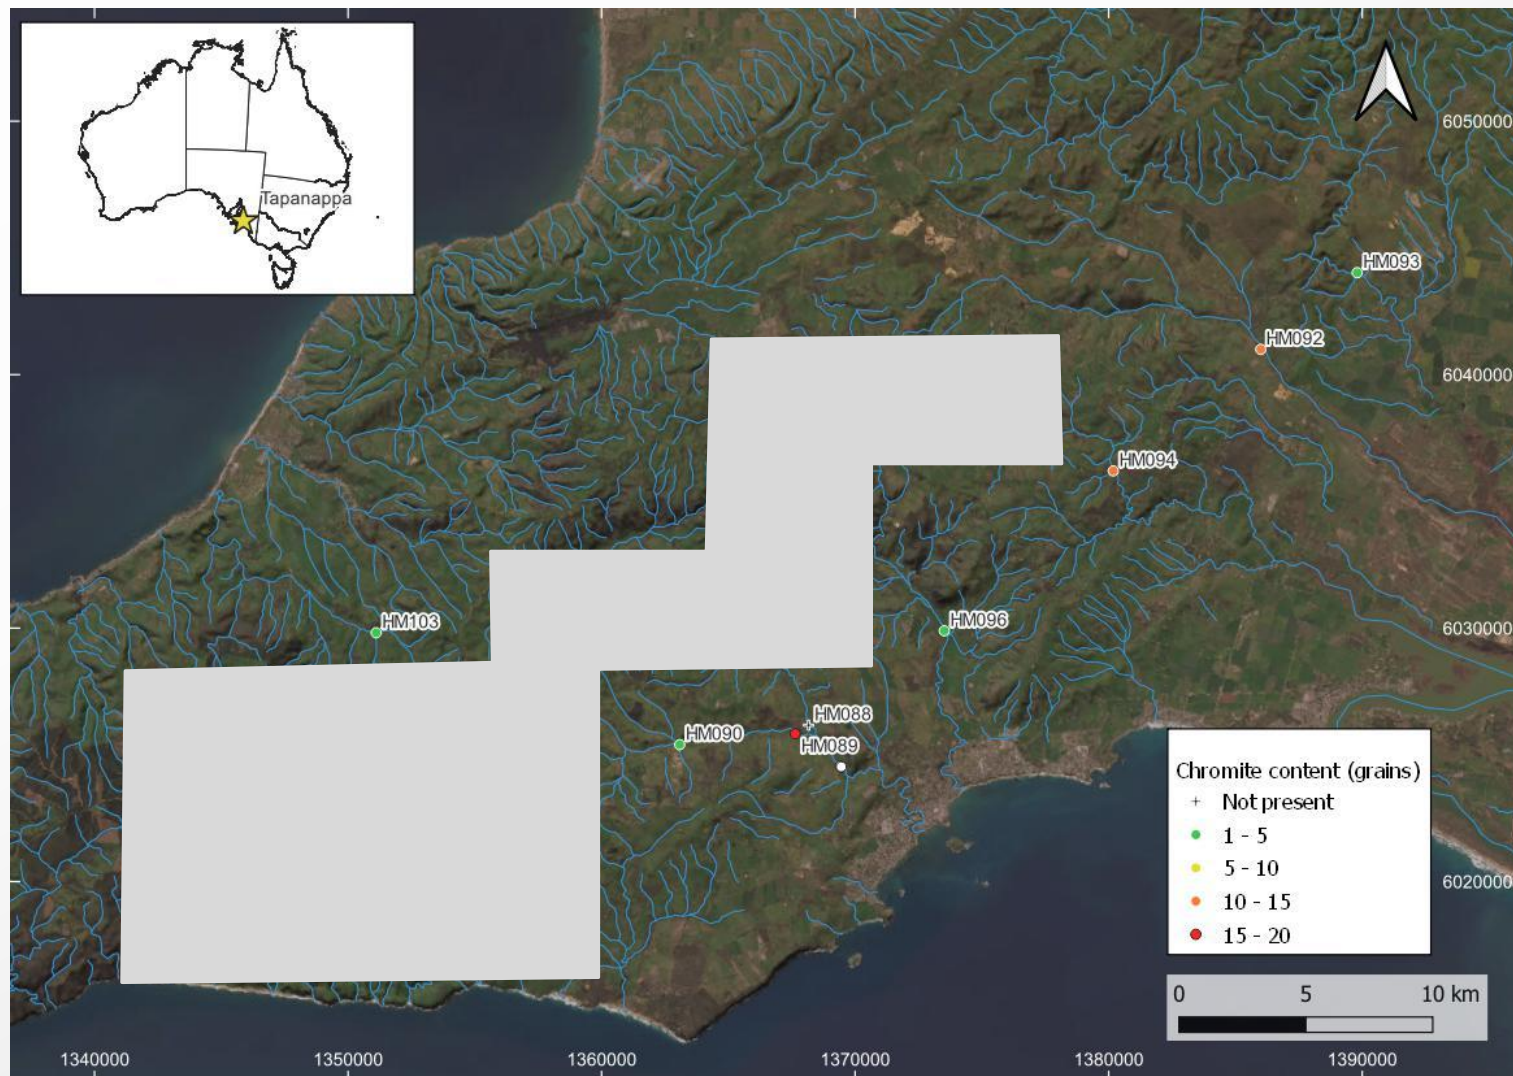 Tapanappa
6050000
HM093
HM092
6040000
HM094
HM103
HM096
6030000
HM088
HM090
HM089
Chromite content (grains)
Not present
1 - 5
5 - 10
10 - 15
15 - 20
6020000
0 5 10 km
1340000 1350000 1360000 1370000 1380000 1390000